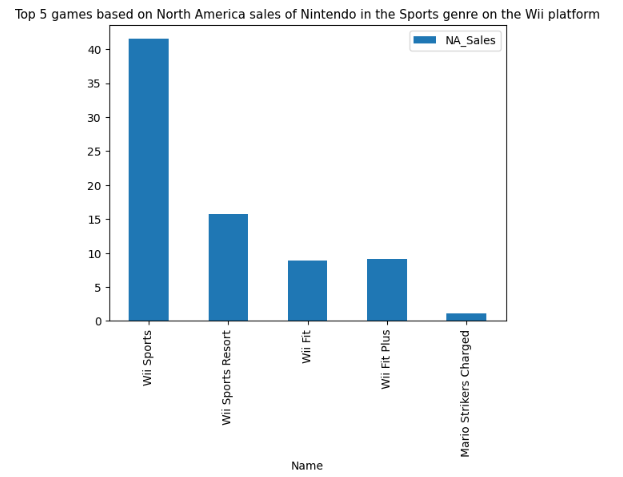 Top 5 games based on North America sales of Nintendo in the Sports genre on the Wii platform
NA_Sales
40
35
30
25
20
15
10
5
0
Wii Sports
Wii Sports Resort
Wii Fit
Wii Fit Plus
Mario Strikers Charged
Name